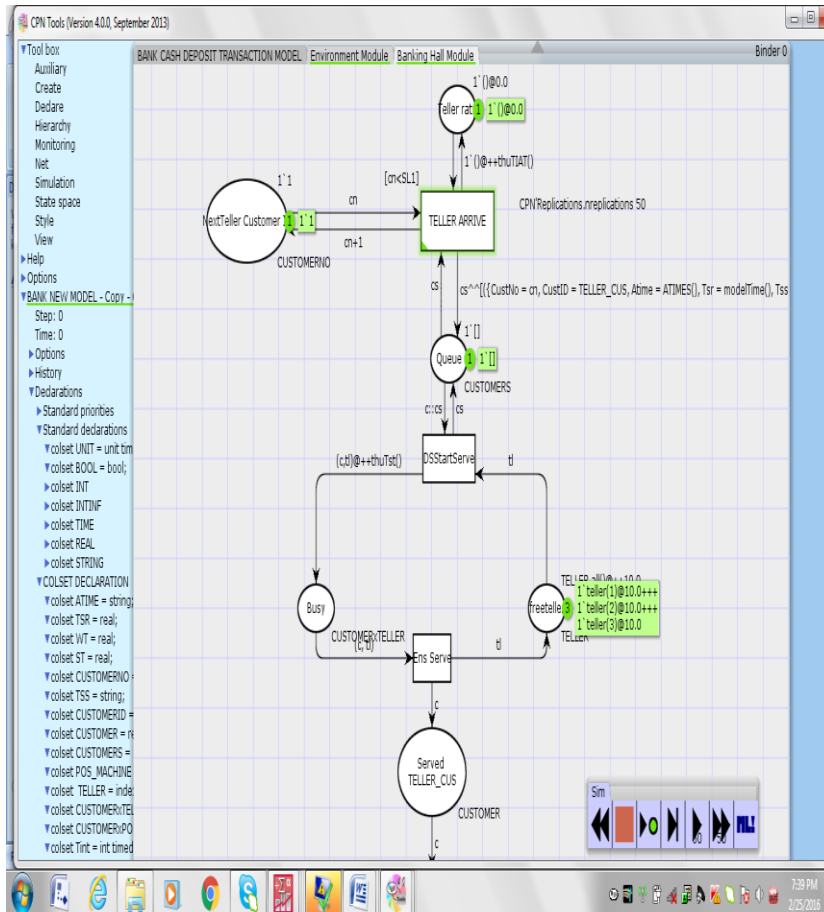 CPN Tools (Version 4.0.0, September 2013)
Tool box
Auxiliary
Create
Declare
Hierarchy
Monitoring
Net
Simulation
State space
Style
View
Help
Options
BANK NEW MODEL - Copy -
Step: 0
Time: 0
Options
History
Declarations
Standard priorities
Standard declarations
colset UNIT = unit tim
colset BOOL = bool;
colset INT
colset INTINF
colset TIME
colset REAL
colset STRING
COLSET DECLARATION
colset ATIME = string;
colset TSR = real;
colset WT = real;
colset ST = real;
colset CUSTOMERNO =
colset TSS = string;
colset CUSTOMERID =
colset CUSTOMER = re
colset CUSTOMERS =
colset POS_MACHINE
colset TELLER = inde
colset CUSTOMERxTEL
colset CUSTOMERxPO
colset Tint = int timed
BANK CASH DEPOSIT TRANSACTION MODEL Environment Module Banking Hall Module
Binder 0
1`()@0.0
Teller rat 1 1`()@0.0
1`()@++thuTIAT()
[cn<SL1]
1`1
cn
CPN'Replications.nreplications 50
NextTeller Customer 1 1`1
TELLER ARRIVE
cn+1
CUSTOMERNO
cs
cs^^[({CustNo = cn, CustID = TELLER_CUS, Atime = ATIMES(), Tsr = modelTime(), Tss
1`[]
Queue 1 1`[]
CUSTOMERS
c::cs
cs
(c,tl)@++thuTst()
DSStartServe
tl
TELLER.all()@++10.0
1`teller(1)@10.0+++
Busy
freetelle 3 1`teller(2)@10.0+++
1`teller(3)@10.0
CUSTOMERxTELLER
TELLER
(c, tl)
Ens Serve
tl
c
Served
TELLER_CUS
CUSTOMER
c
Sim
50
ML!
7:39 PM
2/25/2016